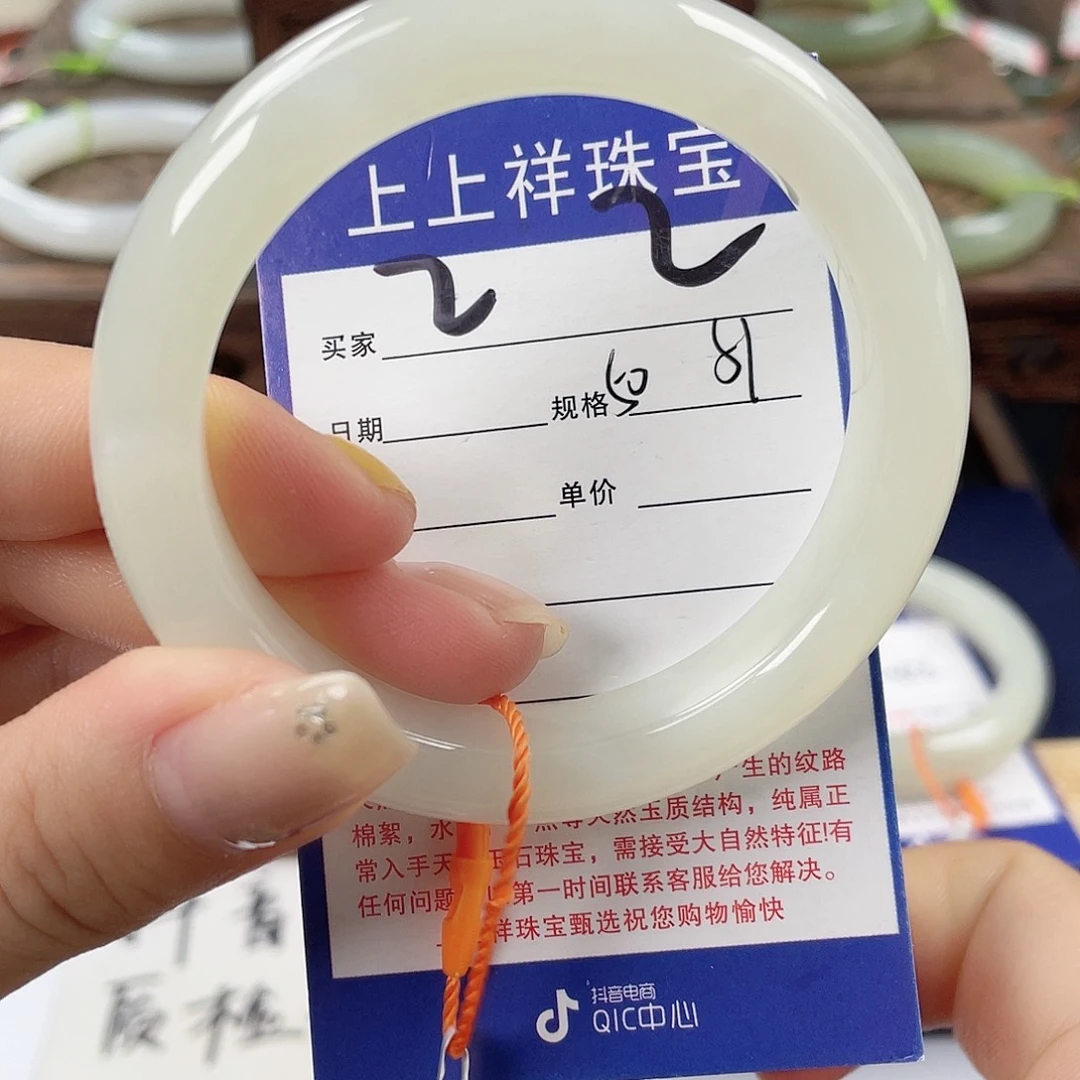 上上祥珠宝
2 2
买家
日期 规格
单价
生的纹路
棉絮，水 然玉质结构，纯属正
常入手天 玉石珠宝，需接受大自然特征!有
任何问题 第一时间联系客服给您解决。
祥珠宝甄选祝您购物愉快
抖音电商
QIC中心